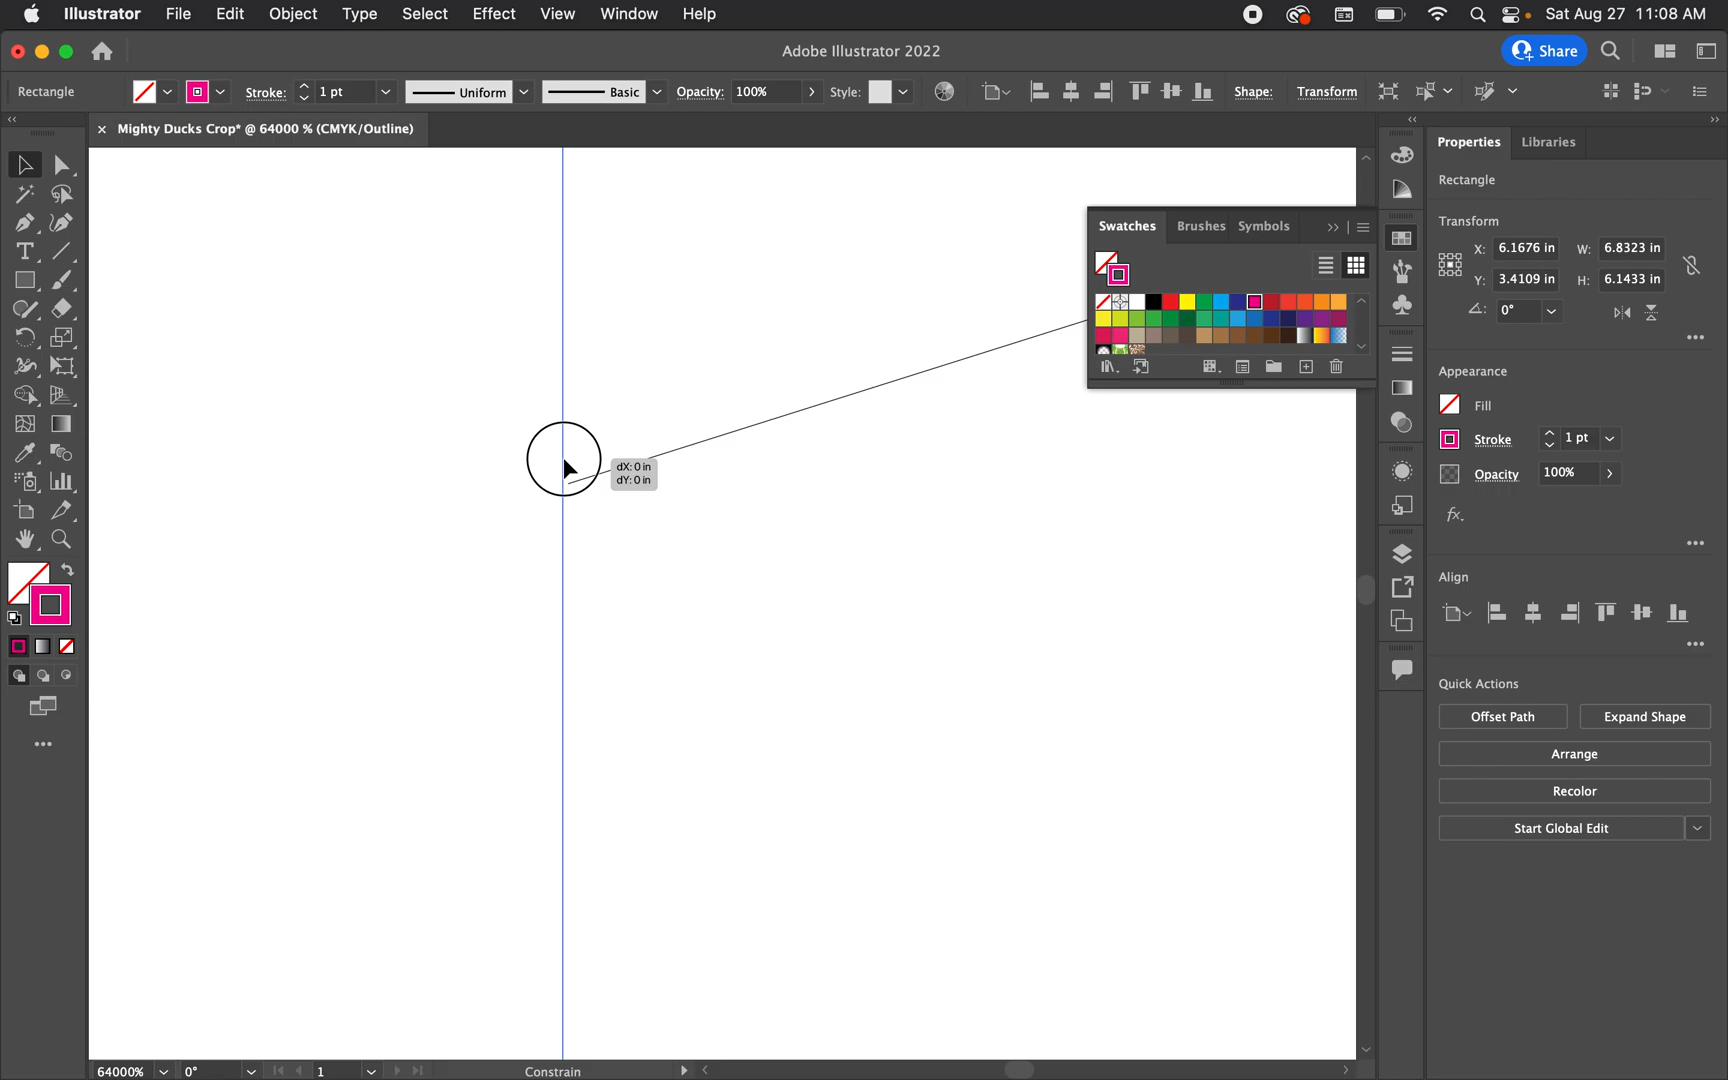 Illustrator File Edit Object Type Select Effect View Window Help Sat Aug 27 11:08 AM
Adobe Illustrator 2022 Share
Rectangle Stroke: 1 pt Uniform Basic Opacity: 100% Style: Shape: Transform
Mighty Ducks Crop* @ 64000 % (CMYK/Outline)
Properties Libraries
Rectangle
Transform
X: 6.1676 in W: 6.8323 in
Y: 3.4109 in H: 6.1433 in
0°
Swatches Brushes Symbols
Appearance
Fill
Stroke 1 pt
Opacity 100%
fx.
dX: 0 in
dY: 0 in
Align
Quick Actions
Offset Path Expand Shape
Arrange
Recolor
Start Global Edit
64000% 0° 1 Constrain